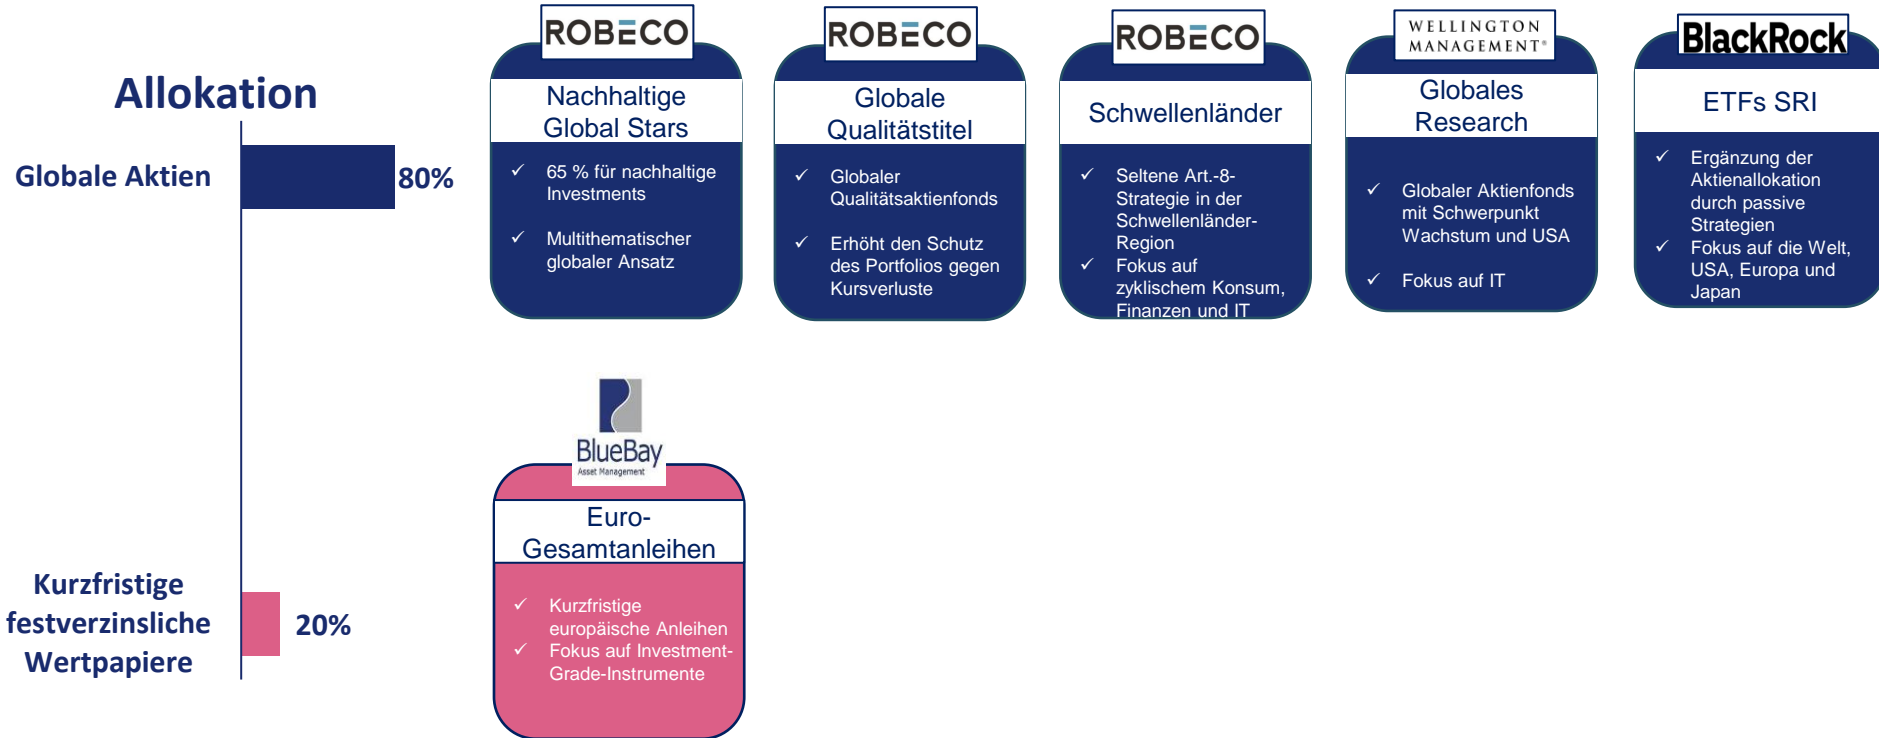 Allokation
Globale Aktien
80%
Kurzfristige
festverzinsliche
Wertpapiere
20%
ROBECO
Nachhaltige
Global Stars
✓ 65 % für nachhaltige
Investments
✓ Multithematischer
globaler Ansatz
ROBECO
Globale
Qualitätstitel
✓ Globaler
Qualitätsaktienfonds
✓ Erhöht den Schutz
des Portfolios gegen
Kursverluste
ROBECO
Schwellenländer
✓ Seltene Art.-8-
Strategie in der
Schwellenländer-
Region
✓ Fokus auf
zyklischem Konsum,
Finanzen und IT
WELLINGTON
MANAGEMENT®
Globales
Research
✓ Globaler Aktienfonds
mit Schwerpunkt
Wachstum und USA
✓ Fokus auf IT
BlackRock
ETFs SRI
✓ Ergänzung der
Aktienallokation
durch passive
Strategien
✓ Fokus auf die Welt,
USA, Europa und
Japan
BlueBay
Asset Management
Euro-
Gesamtanleihen
✓ Kurzfristige
europäische Anleihen
✓ Fokus auf Investment-
Grade-Instrumente